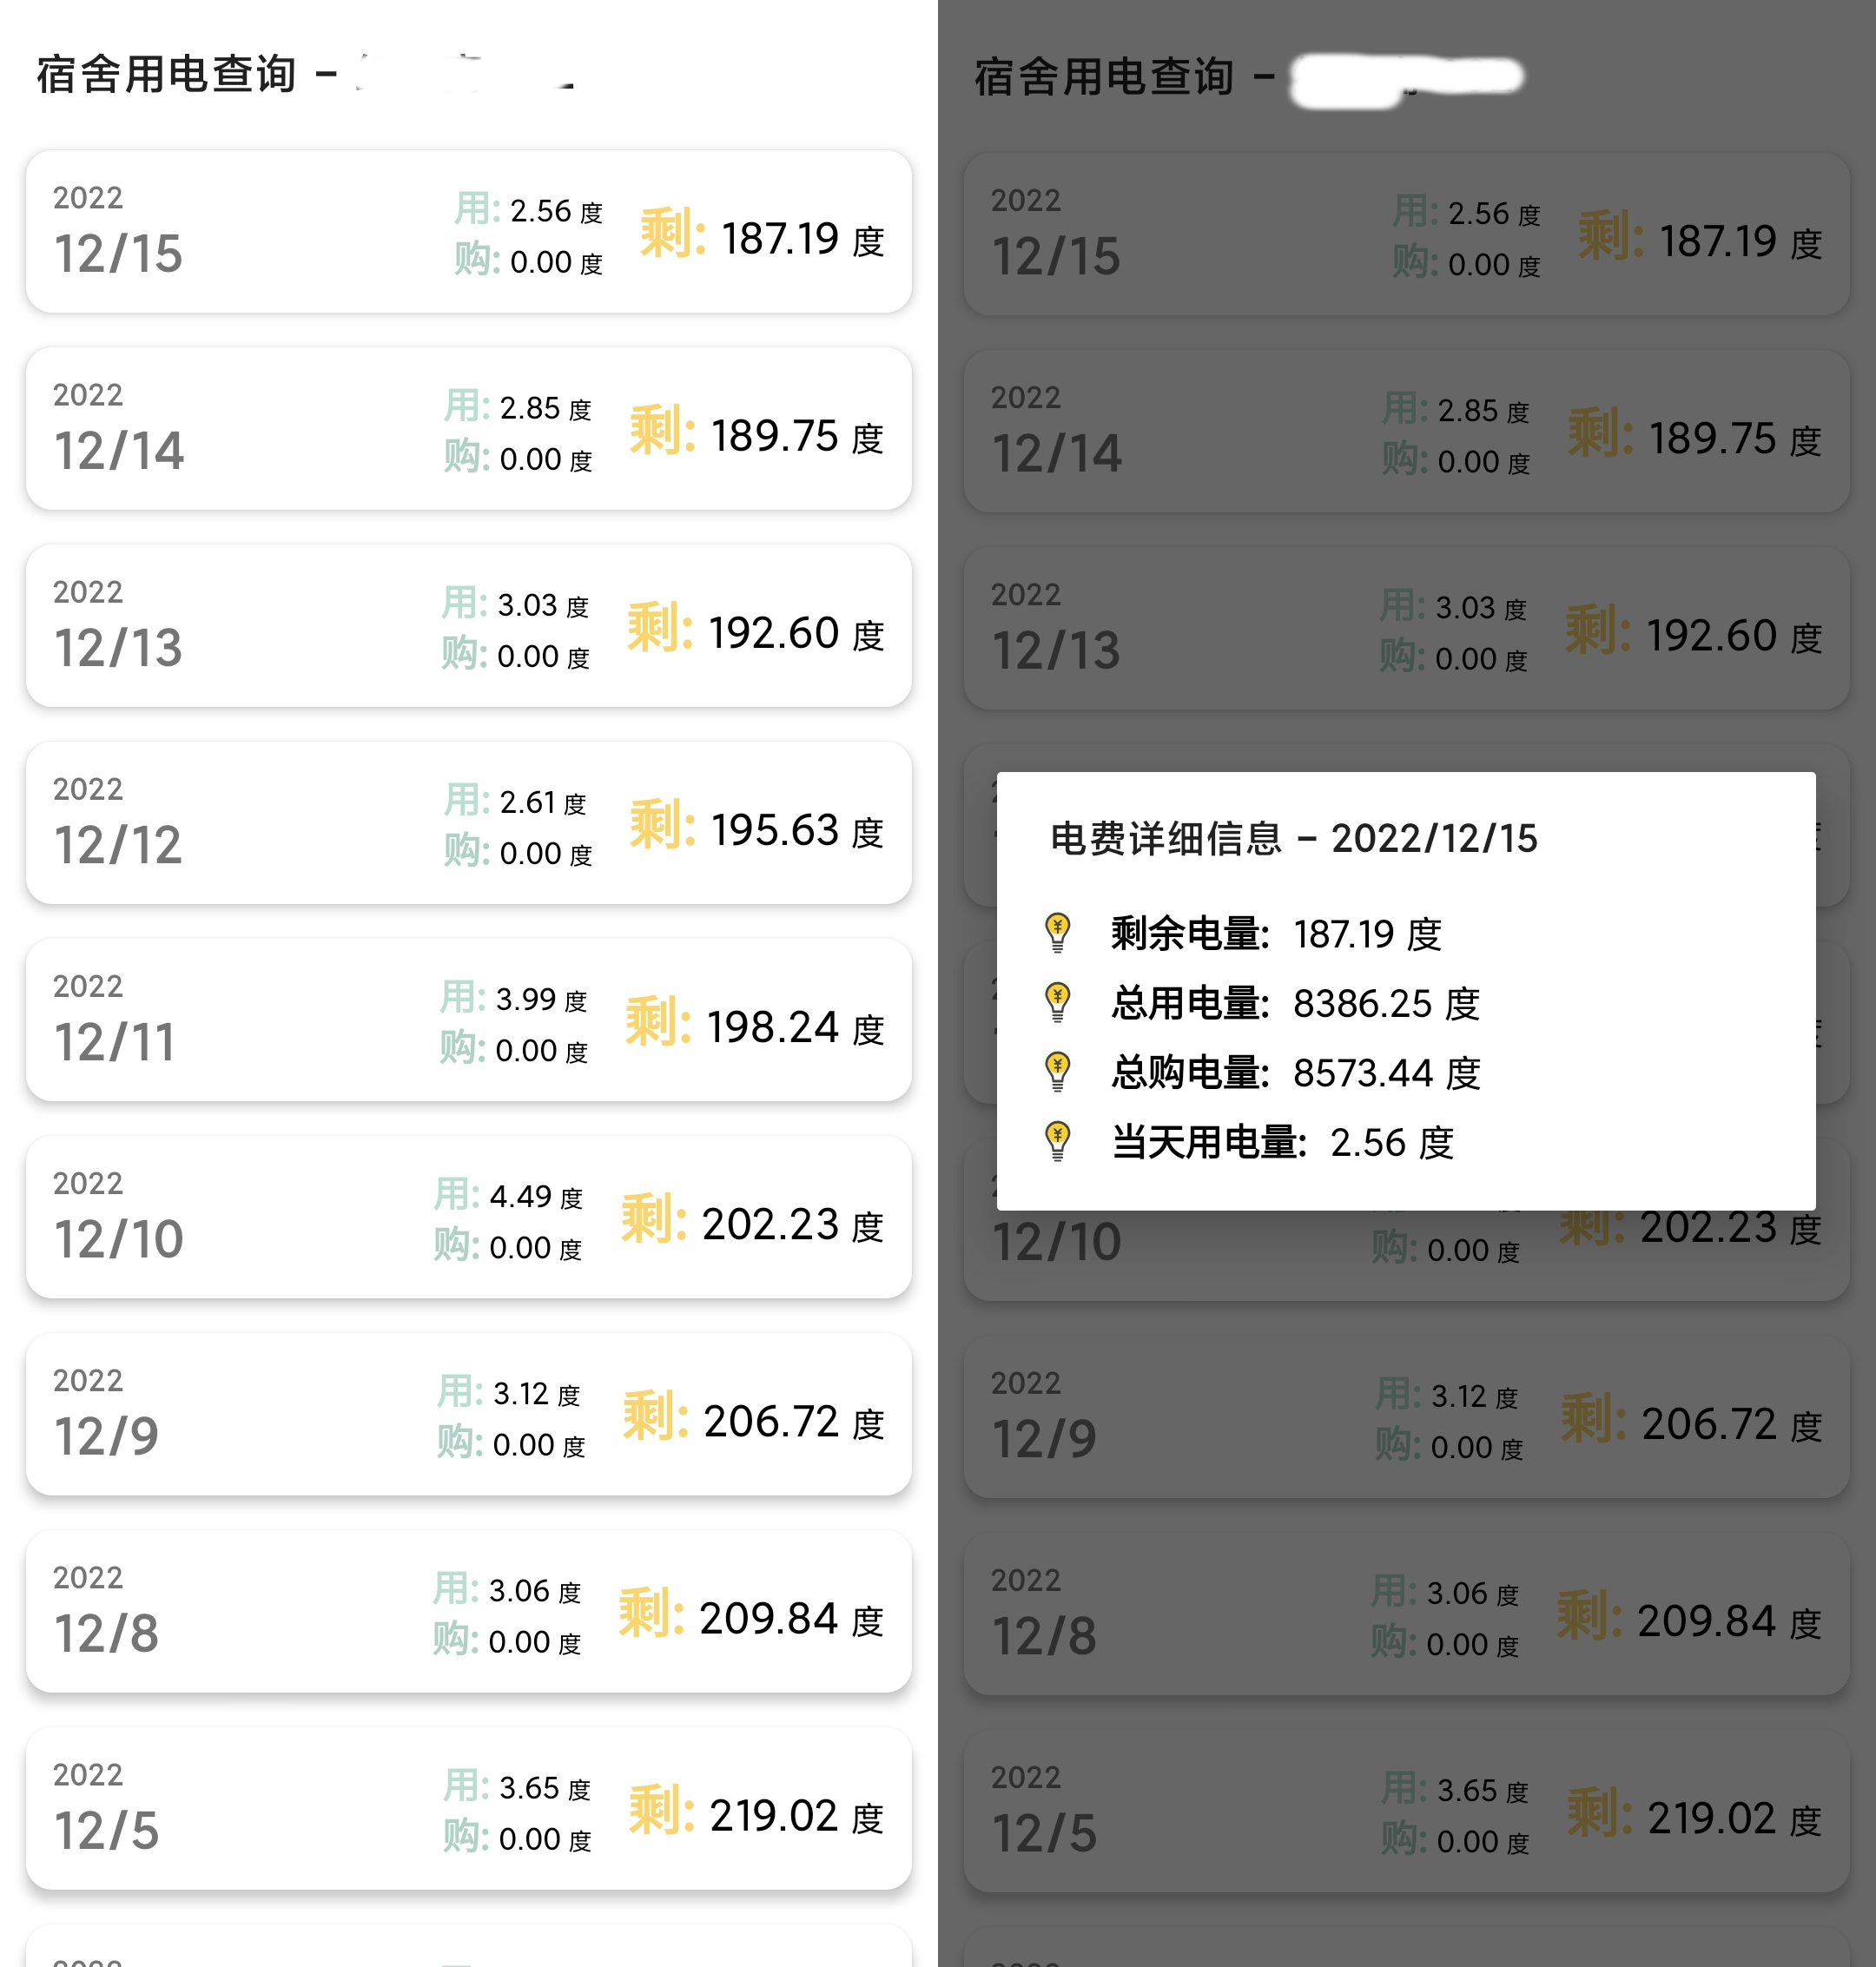 宿舍用电查询 –
2022
12/15
用: 2.56 度
购: 0.00 度
剩: 187.19 度
2022
12/14
用: 2.85 度
购: 0.00 度
剩: 189.75 度
2022
12/13
用: 3.03 度
购: 0.00 度
剩: 192.60 度
2022
12/12
用: 2.61 度
购: 0.00 度
剩: 195.63 度
2022
12/11
用: 3.99 度
购: 0.00 度
剩: 198.24 度
2022
12/10
用: 4.49 度
购: 0.00 度
剩: 202.23 度
2022
12/9
用: 3.12 度
购: 0.00 度
剩: 206.72 度
2022
12/8
用: 3.06 度
购: 0.00 度
剩: 209.84 度
2022
12/5
用: 3.65 度
购: 0.00 度
剩: 219.02 度
宿舍用电查询 –
2022
12/15
用: 2.56 度
购: 0.00 度
剩: 187.19 度
2022
12/14
用: 2.85 度
购: 0.00 度
剩: 189.75 度
2022
12/13
用: 3.03 度
购: 0.00 度
剩: 192.60 度
电费详细信息 – 2022/12/15
剩余电量: 187.19 度
总用电量: 8386.25 度
总购电量: 8573.44 度
当天用电量: 2.56 度
12/10
购: 0.00 度
剩: 202.23 度
2022
12/9
用: 3.12 度
购: 0.00 度
剩: 206.72 度
2022
12/8
用: 3.06 度
购: 0.00 度
剩: 209.84 度
2022
12/5
用: 3.65 度
购: 0.00 度
剩: 219.02 度